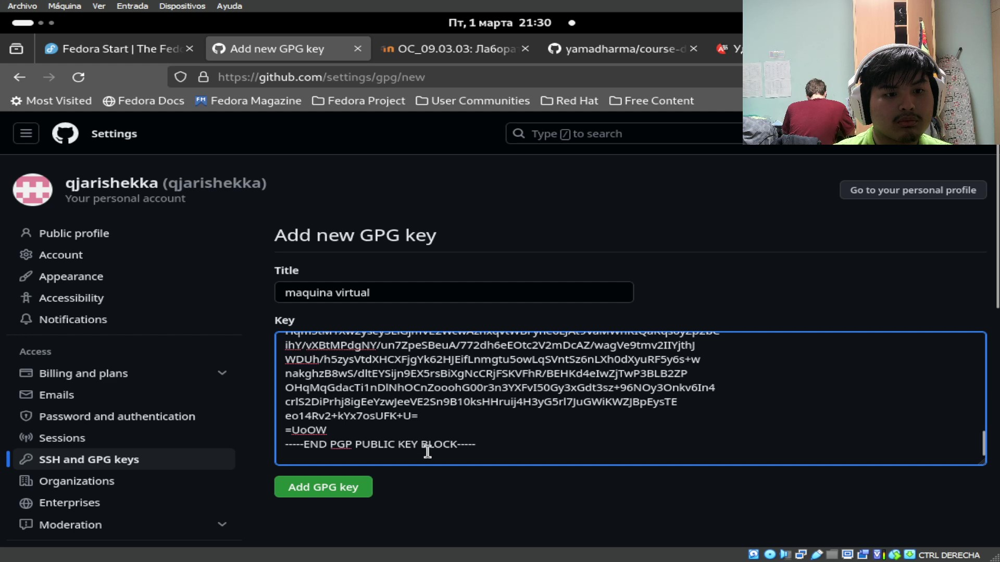 Archivo Máquina Ver Entrada Dispositivos Ayuda
Пт, 1 марта 21:30
Fedora Start | The Fedo
Add new GPG key
ОС_09.03.03: Лаборат
yamadharma/course-d
https://github.com/settings/gpg/new
Most Visited Fedora Docs Fedora Magazine Fedora Project User Communities Red Hat Free Content
Settings
Type / to search
qjarishekka (qjarishekka)
Your personal account
Go to your personal profile
Public profile
Account
Appearance
Accessibility
Notifications
Access
Billing and plans
Emails
Password and authentication
Sessions
SSH and GPG keys
Organizations
Enterprises
Moderation
Add new GPG key
Title
maquina virtual
Key
ihY/vXBtMPdgNY/un7ZpeSBeuA/772dh6eEOtc2V2mDcAZ/wagVe9tmv2IIYjthJ
WDUh/h5zysVtdXHCXFjgYk62HJEifLnmgtu5owLqSVntSz6nLXh0dXyuRF5y6s+w
nakghzB8wS/dltEYSijn9EX5rsBiXgNcCRjFSKVFhR/BEHKd4eIwZjTwP3BLB2ZP
OHqMqGdacTi1nDlNhOCnZooohG00r3n3YXFvI50Gy3xGdt3sz+96NOy3Onkv6In4
crlS2DiPrhj8igEeYzwJeeVE2Sn9B10ksHHruij4H3yG5rl7JuGWiKWZJBpEysTE
eo14Rv2+kYx7osUFK+U=
=UoOW
-----END PGP PUBLIC KEY BLOCK-----
Add GPG key
CTRL DERECHA